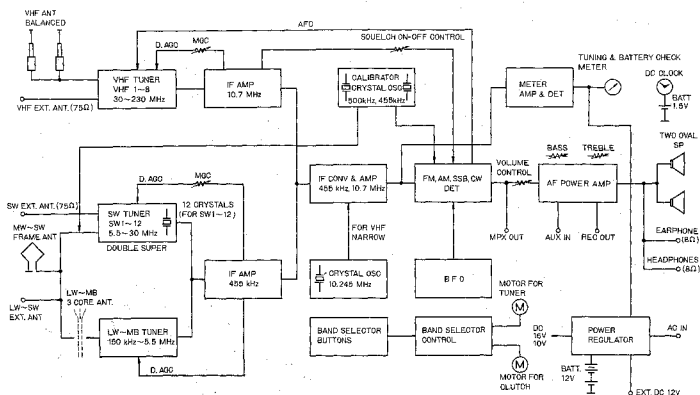 VHF ANT
BALANCED
VHF EXT. ANT. (75Ω)
VHF TUNER
VHF 1~8
30~230 MHz
D. AGC
MGC
IF AMP
10.7 MHz
AFC
SQUELCH ON-OFF CONTROL
CALIBRATOR
CRYSTAL OSC
500kHz, 455kHz
METER
AMP & DET
TUNING & BATTERY CHECK
METER
DC CLOCK
BATT
1.5V
TWO OVAL
SP
SW EXT. ANT (75Ω)
MW~SW
FRAME ANT
D. AGC
MGC
12 CRYSTALS
(FOR SW1~12)
SW TUNER
SW1~12
5.5~30 MHz
DOUBLE SUPER
IF CONV & AMP
455 kHz, 10.7 MHz
FM, AM, SSB, CW
DET
VOLUME
CONTROL
BASS
TREBLE
AF POWER AMP
MPX OUT
AUX IN
REC OUT
EARPHONE
(8Ω)
HEADPHONES
(8Ω)
LW~SW
EXT. ANT
LW~MB
3 CORE ANT.
LW~MB TUNER
150 kHz~5.5 MHz
D. AGC
IF AMP
455 kHz
FOR VHF
NARROW
CRYSTAL OSC
10.245 MHz
B F O
BAND SELECTOR
BUTTONS
BAND SELECTOR
CONTROL
MOTOR FOR
TUNER
M
M
MOTOR FOR
CLUTCH
DC
16V
10V
POWER
REGULATOR
AC IN
BATT.
12V
EXT. DC 12V